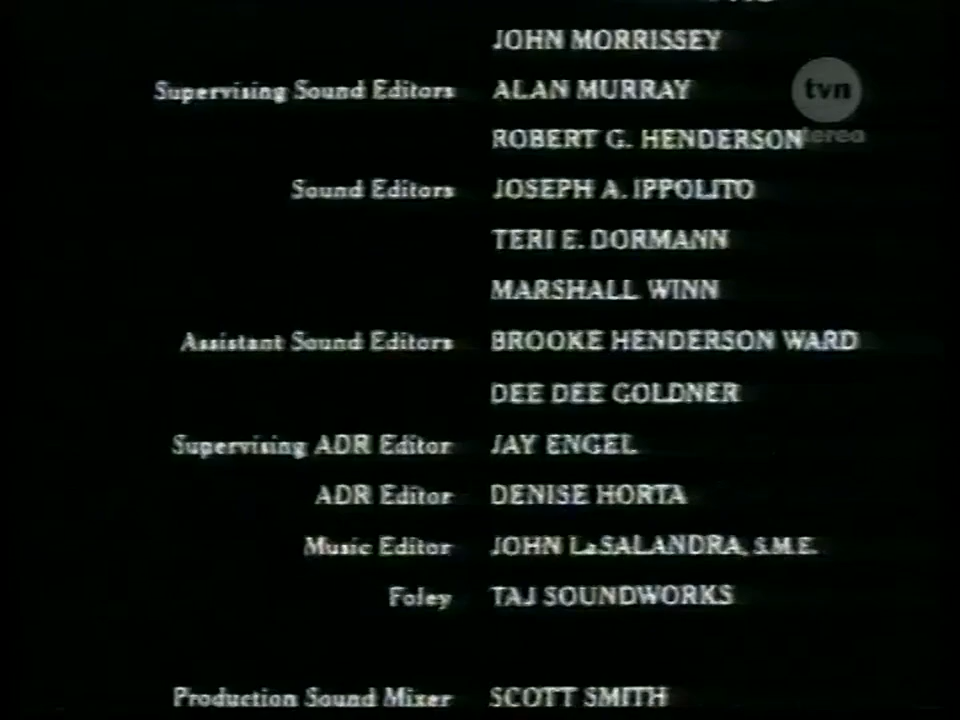 JOHN MORRISSEY
Supervising Sound Editors ALAN MURRAY
tvn
ROBERT G. HENDERSON
Sound Editors JOSEPH A. IPPOLITO
TERI E. DORMANN
MARSHALL WINN
Assistant Sound Editors BROOKE HENDERSON WARD
DEE DEE GOLDNER
Supervising ADR Editor JAY ENGEL
ADR Editor DENISE HORTA
Music Editor JOHN LaSALANDRA, S.M.E.
Foley TAJ SOUNDWORKS
Production Sound Mixer SCOTT SMITH